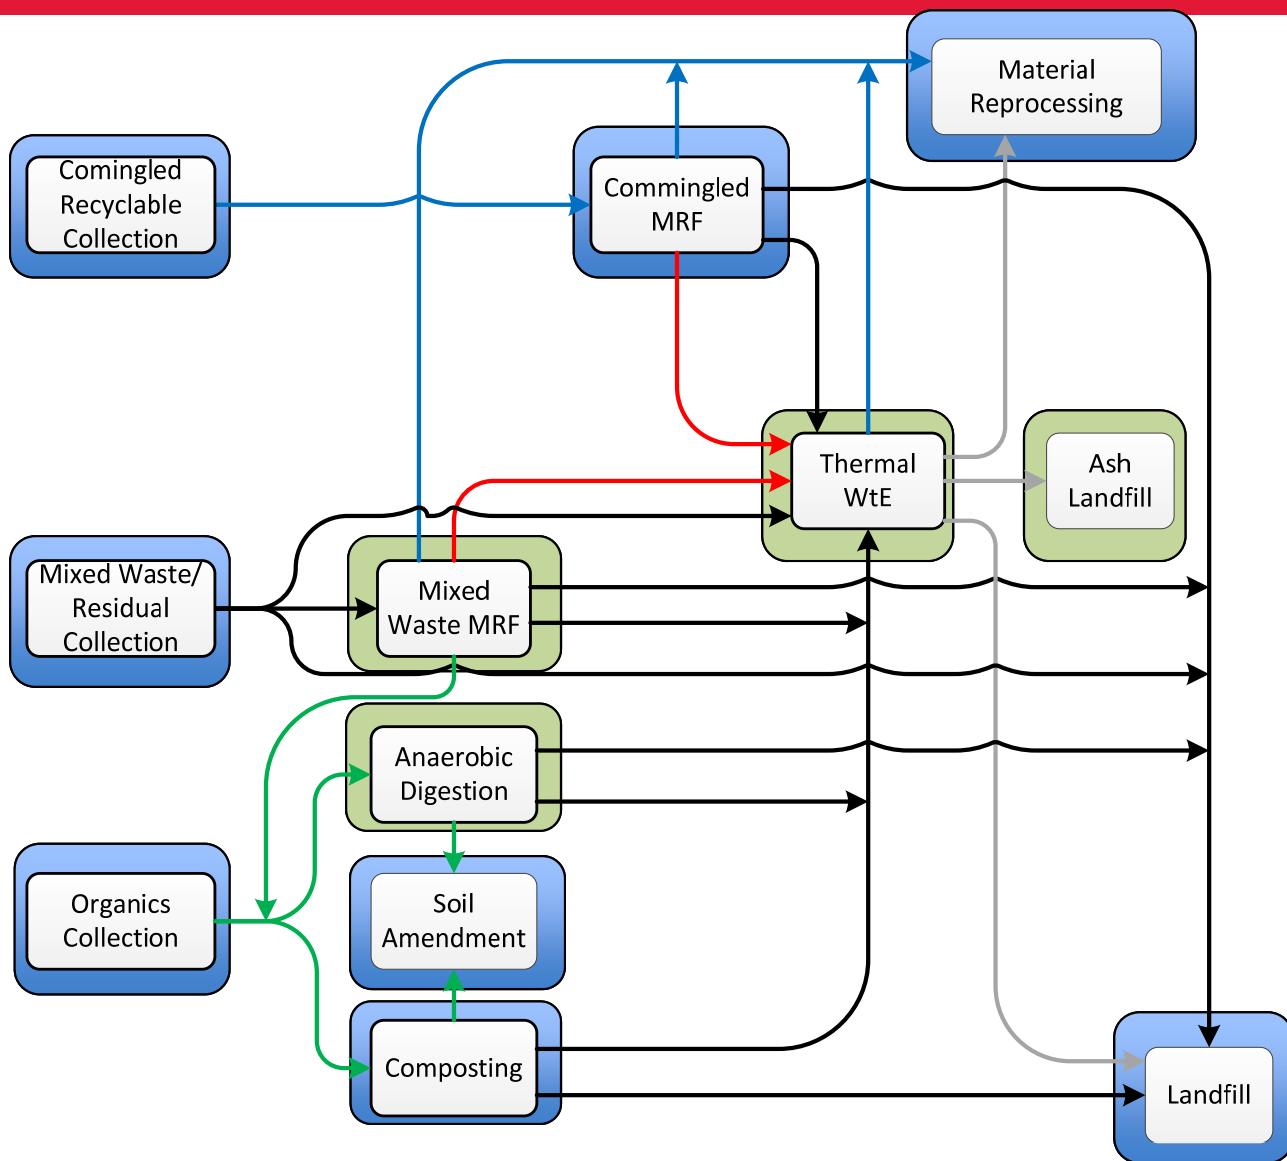 Material
Reprocessing
Comingled
Recyclable
Collection
Commingled
MRF
Thermal
WtE
Ash
Landfill
Mixed Waste/
Residual
Collection
Mixed
Waste MRF
Anaerobic
Digestion
Organics
Collection
Soil
Amendment
Composting
Landfill